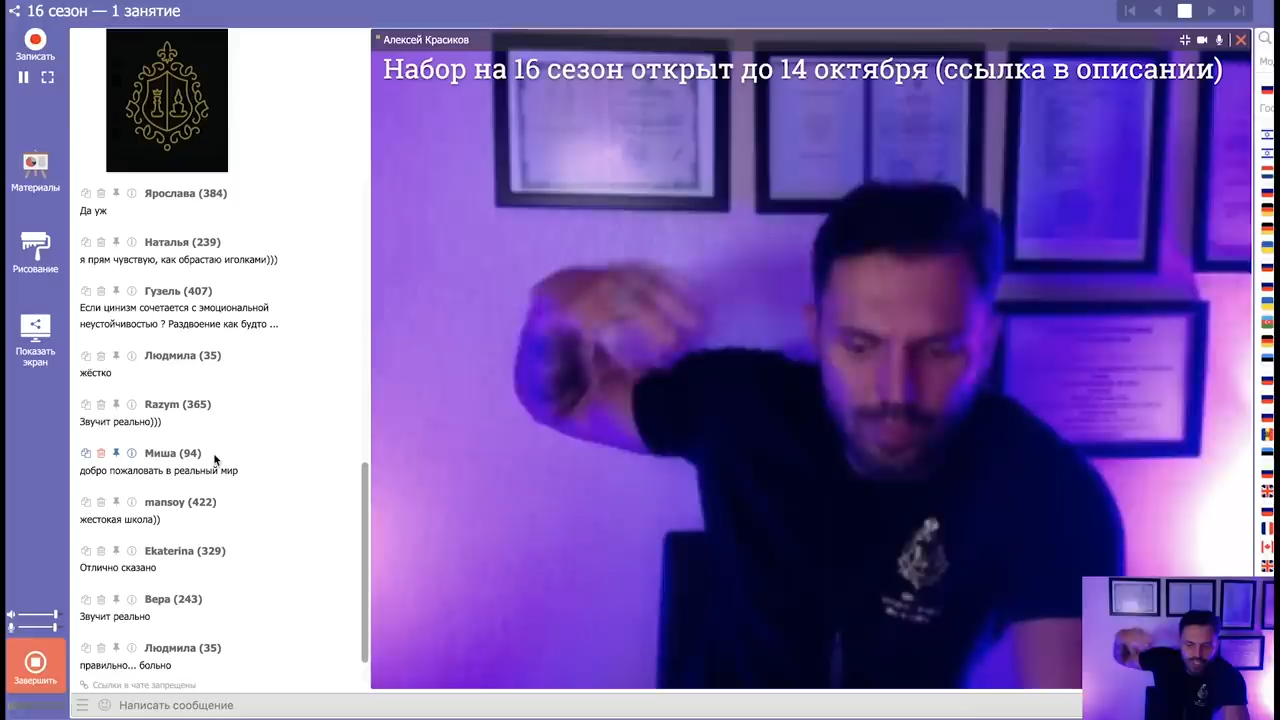 16 сезон — 1 занятие
Записать
Материалы
Рисование
Показать
экран
Завершить
Ярослава (384)
Да уж
Наталья (239)
я прям чувствую, как обрастаю иголками)))
Гузель (407)
Если цинизм сочетается с эмоциональной
неустойчивостью ? Раздвоение как будто ...
Людмила (35)
жёстко
Razym (365)
Звучит реально)))
Миша (94)
добро пожаловать в реальный мир
mansoy (422)
жестокая школа))
Ekaterina (329)
Отлично сказано
Вера (243)
Звучит реально
Людмила (35)
правильно... больно
Ссылки в чате запрещены
Написать сообщение
Алексей Красиков
Набор на 16 сезон открыт до 14 октября (ссылка в описании)